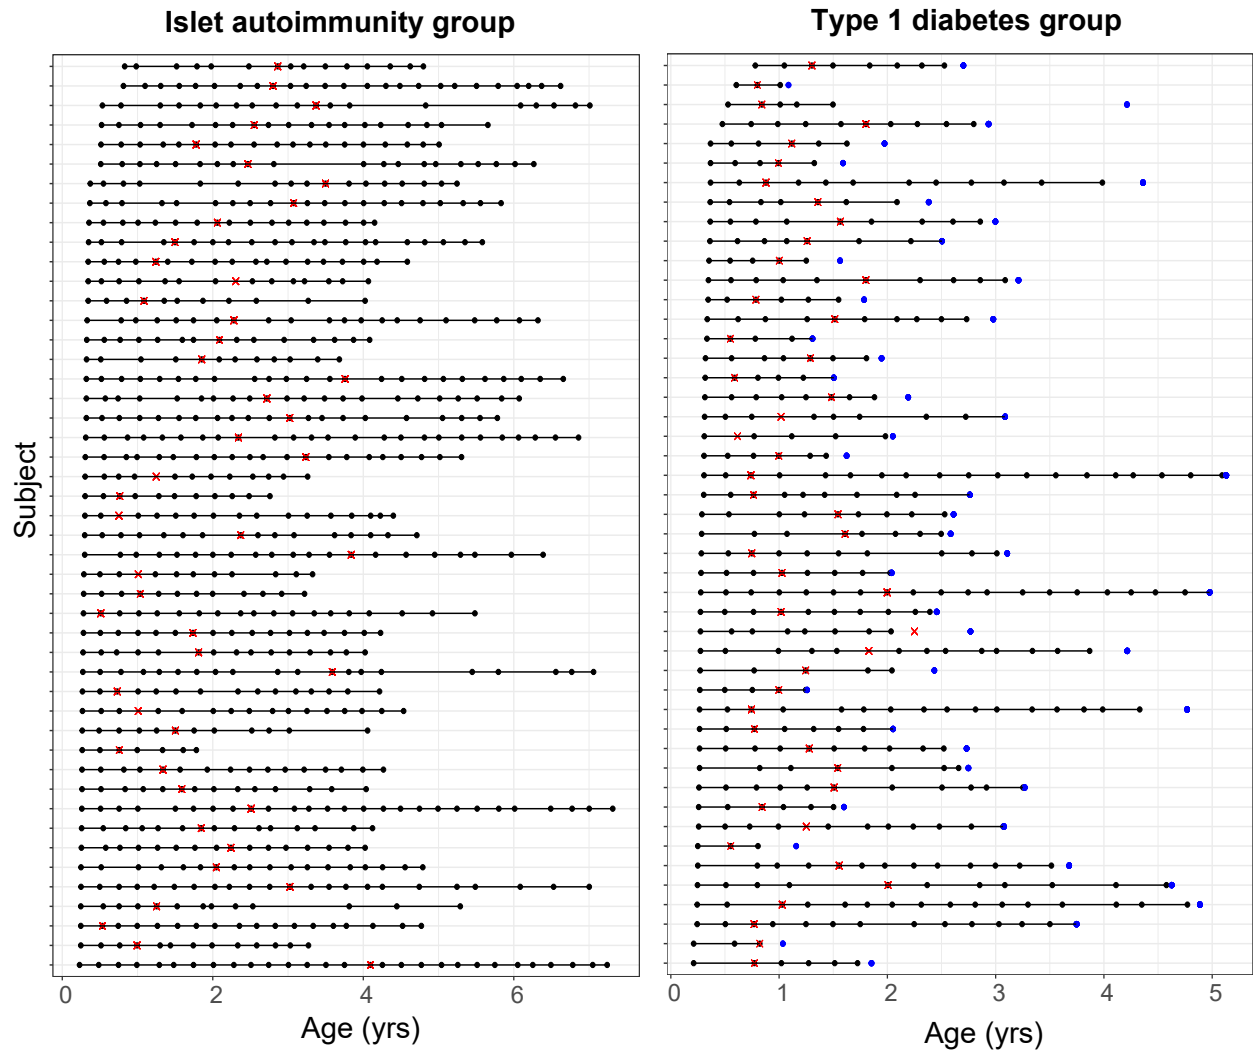 Islet autoimmunity group
Type 1 diabetes group
Subject
0 2 4 6
0 1 2 3 4 5
Age (yrs)
Age (yrs)